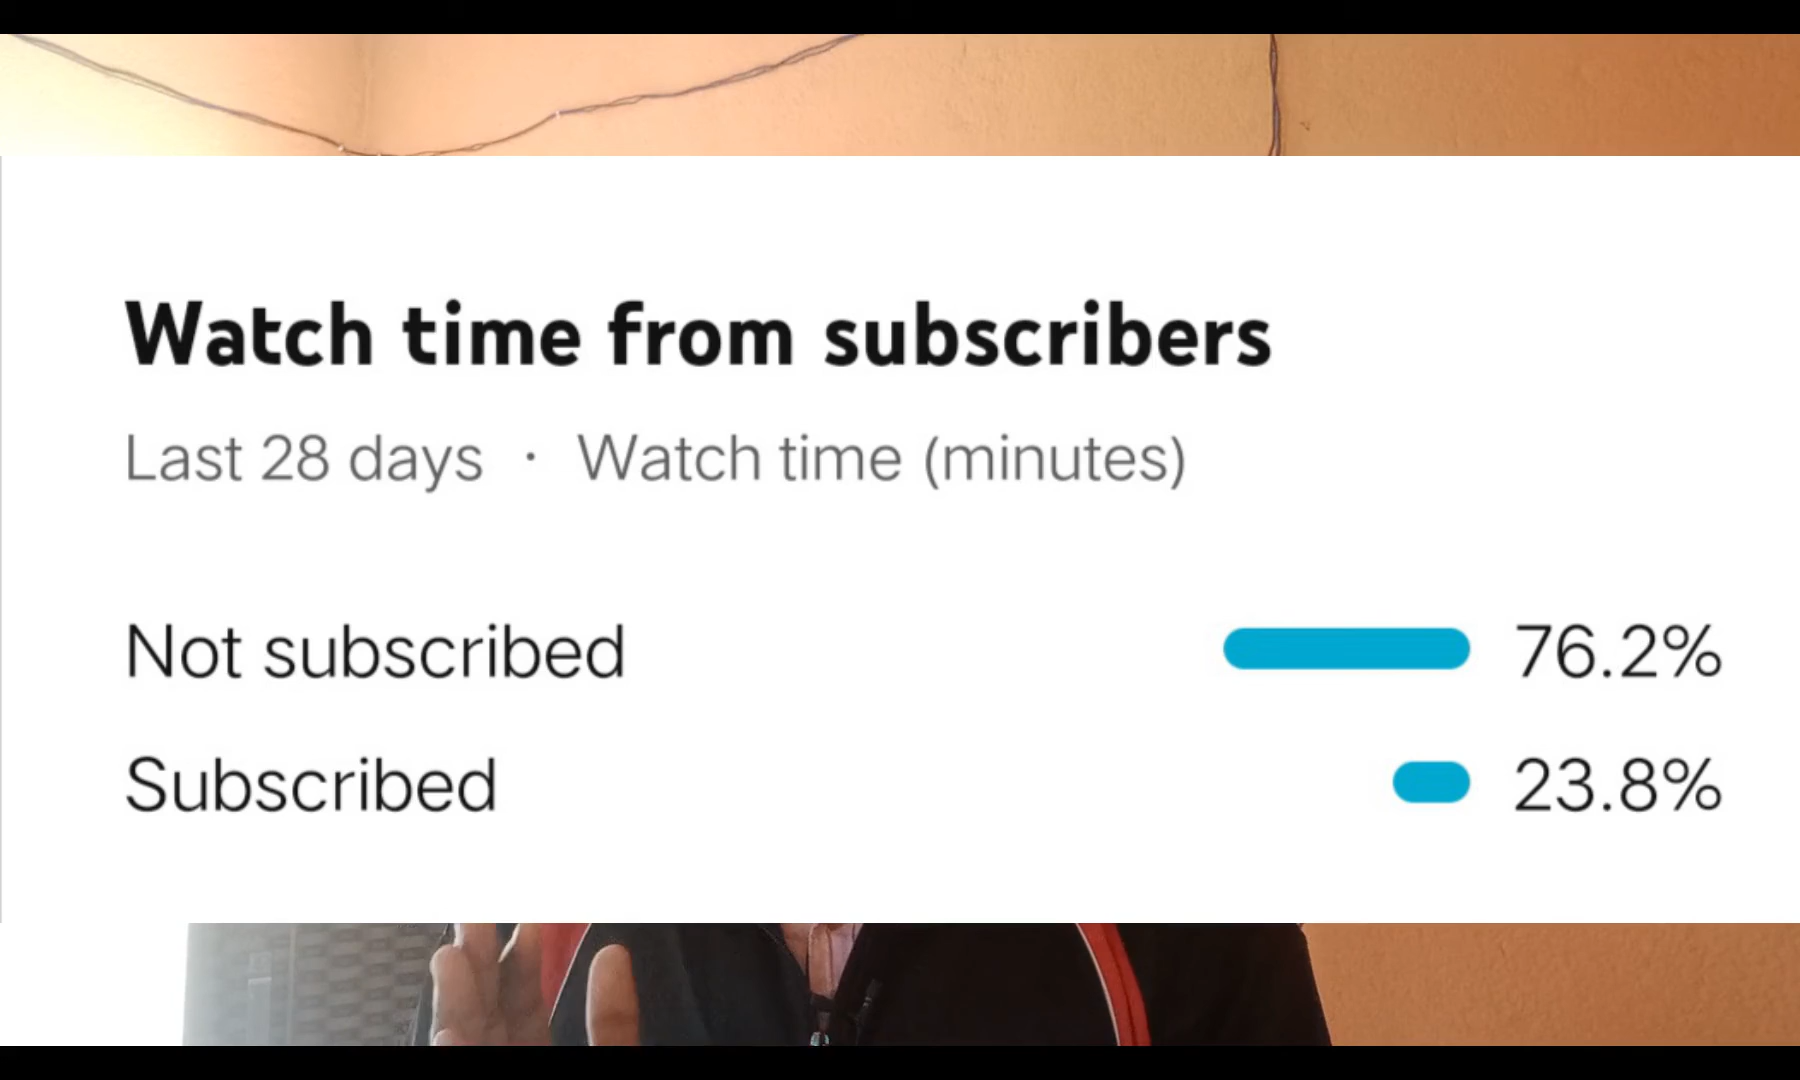 Watch time from subscribers
Last 28 days · Watch time (minutes)
Not subscribed 76.2%
Subscribed 23.8%